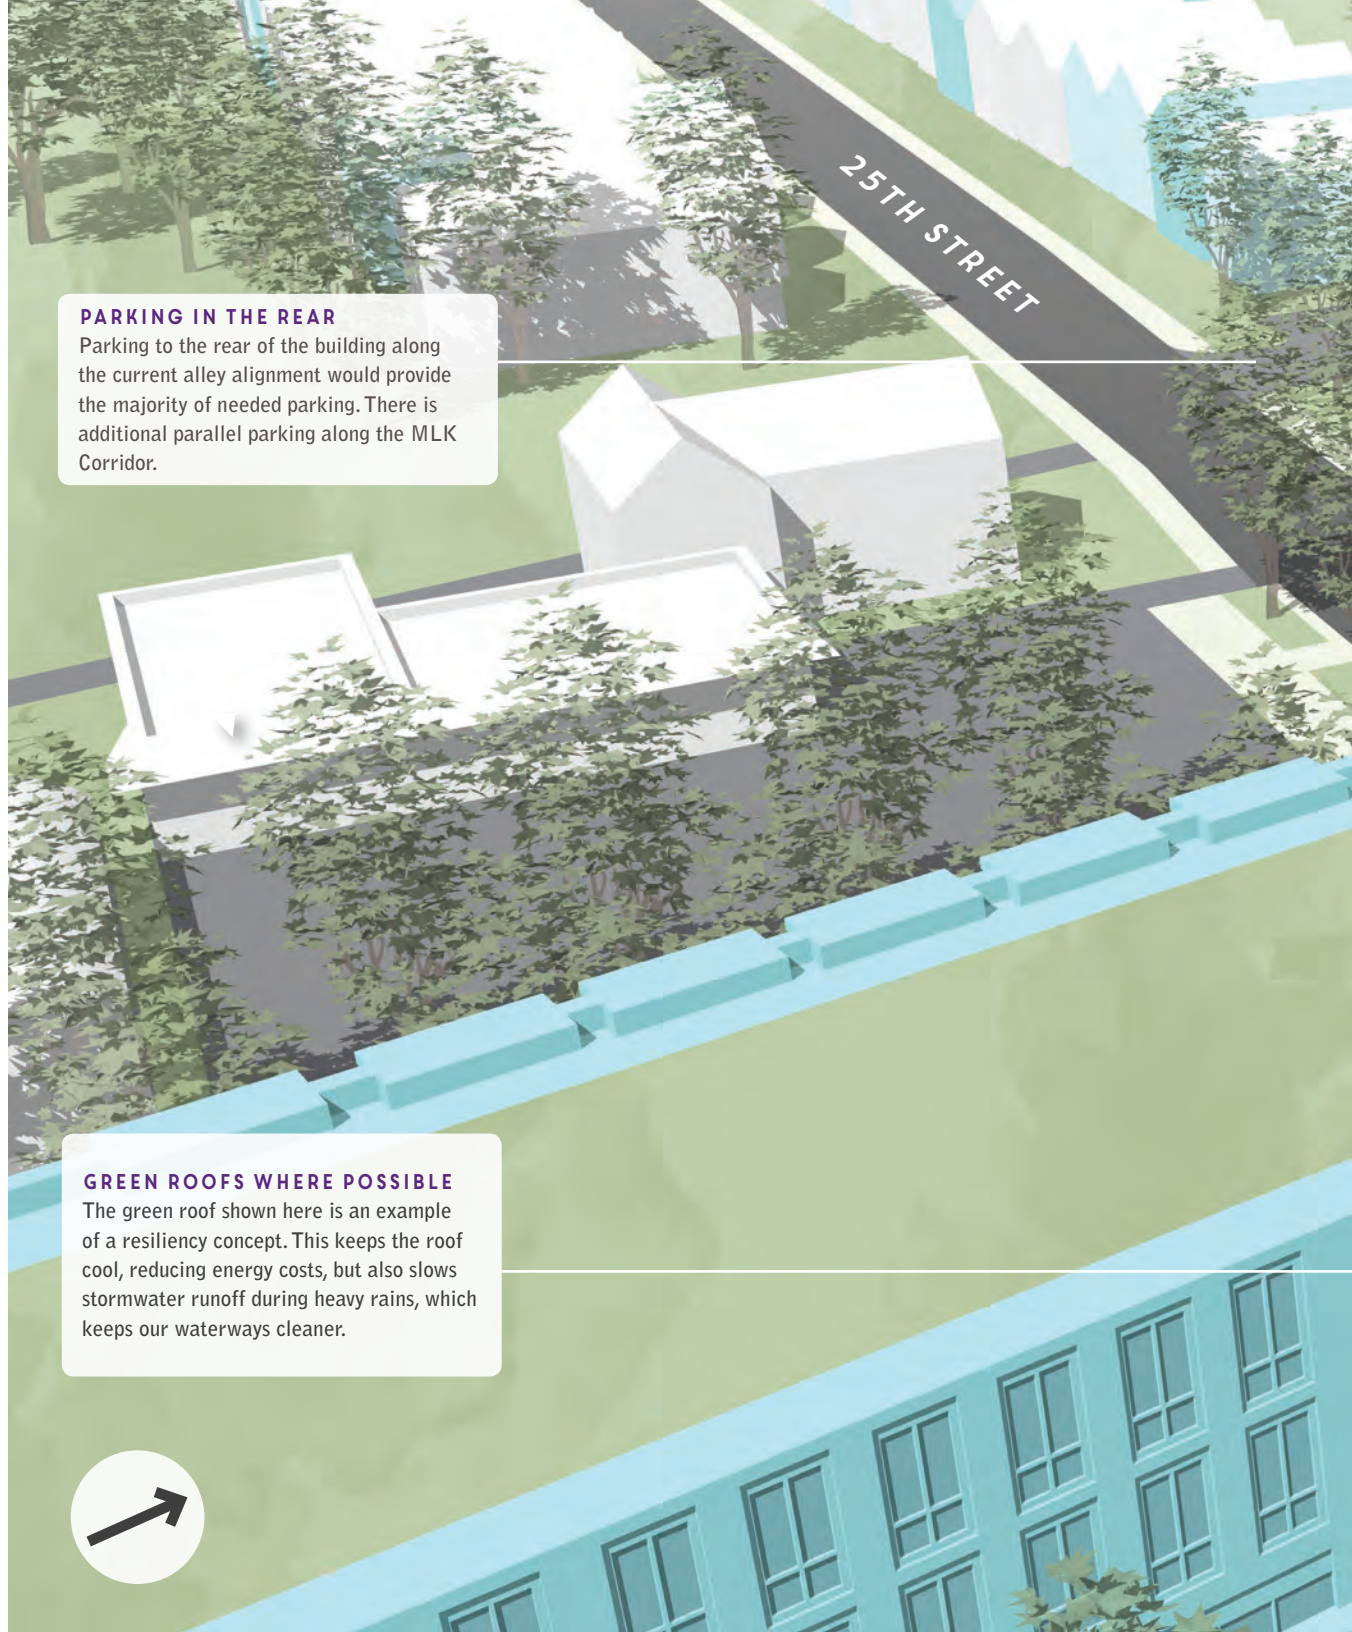 25TH STREET
PARKING IN THE REAR
Parking to the rear of the building along
the current alley alignment would provide
the majority of needed parking. There is
additional parallel parking along the MLK
Corridor.
GREEN ROOFS WHERE POSSIBLE
The green roof shown here is an example
of a resiliency concept. This keeps the roof
cool, reducing energy costs, but also slows
stormwater runoff during heavy rains, which
keeps our waterways cleaner.